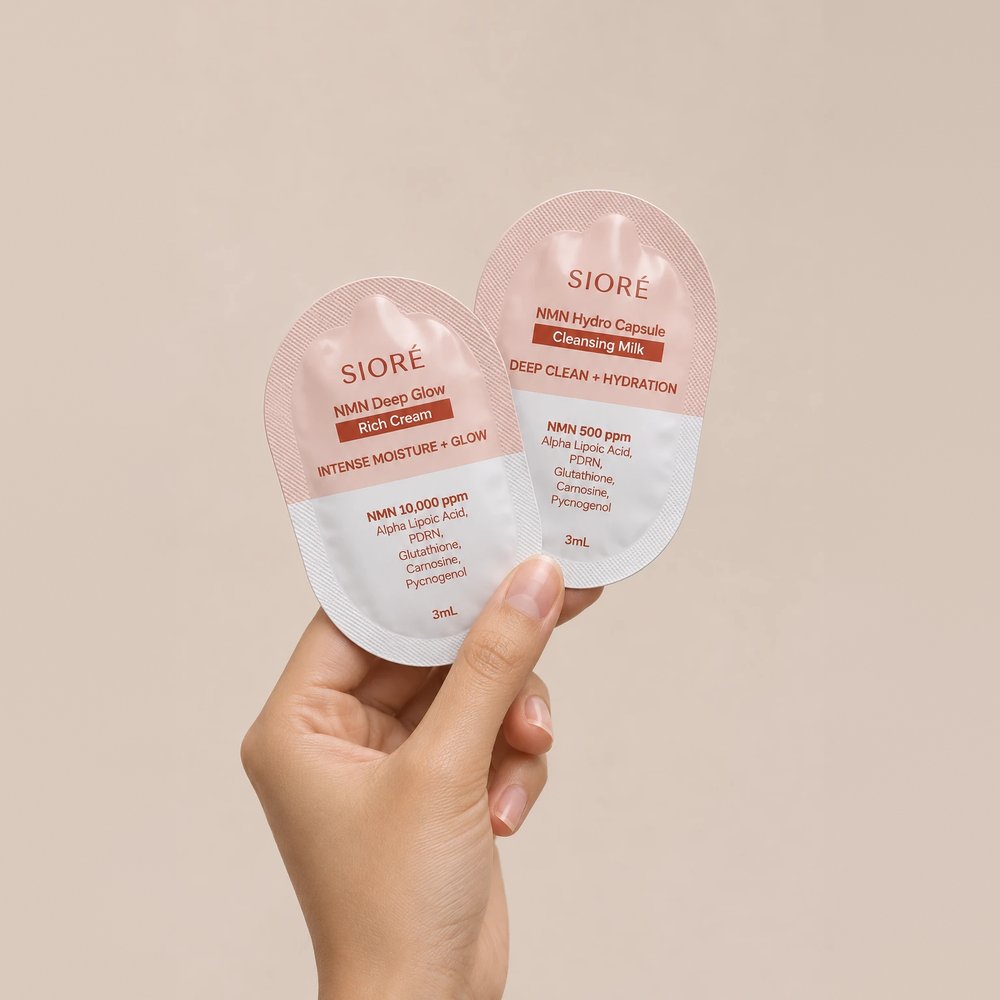 SIORÉ
NMN Deep Glow
Rich Cream
INTENSE MOISTURE + GLOW
NMN 10,000 ppm
Alpha Lipoic Acid,
PDRN,
Glutathione,
Carnosine,
Pycnogenol
3mL
SIORÉ
NMN Hydro Capsule
Cleansing Milk
DEEP CLEAN + HYDRATION
NMN 500 ppm
Alpha Lipoic Acid,
PDRN,
Glutathione,
Carnosine,
Pycnogenol
3mL